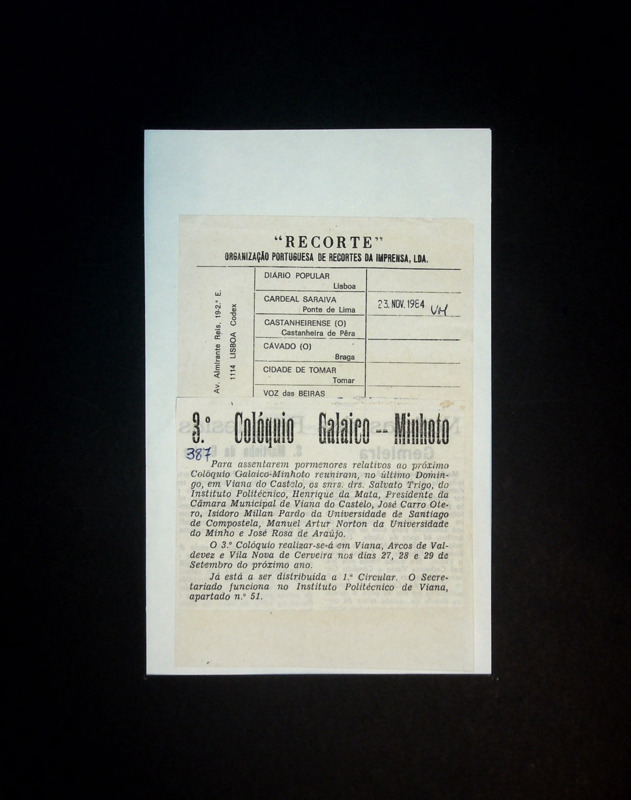 "RECORTE"
ORGANIZAÇÃO PORTUGUESA DE RECORTES DA IMPRENSA, LDA.
Av. Almirante Reis, 19-2.º E.
1114 LISBOA Codex
DIÁRIO POPULAR
Lisboa
CARDEAL SARAIVA
Ponte de Lima
23. NOV. 1984
VM
CASTANHEIRENSE (O)
Castanheira de Pêra
CÁVADO (O)
Braga
CIDADE DE TOMAR
Tomar
VOZ das BEIRAS
3.º Colóquio Galaico -- Minhoto
387
Para assentarem pormenores relativos ao próximo
Colóquio Galaico-Minhoto reuniram, no último Domin-
go, em Viana do Castelo, os snrs. drs. Salvato Trigo, do
Instituto Politécnico, Henrique da Mata, Presidente da
Câmara Municipal de Viana do Castelo, José Carro Ote-
ro, Isidoro Millan Pardo da Universidade de Santiago
de Compostela, Manuel Artur Norton da Universidade
do Minho e José Rosa de Araújo.
O 3.º Colóquio realizar-se-á em Viana, Arcos de Val-
devez e Vila Nova de Cerveira nos dias 27, 28 e 29 de
Setembro do próximo ano.
Já está a ser distribuída a 1.ª Circular. O Secre-
tariado funciona no Instituto Politécnico de Viana,
apartado n.º 51.